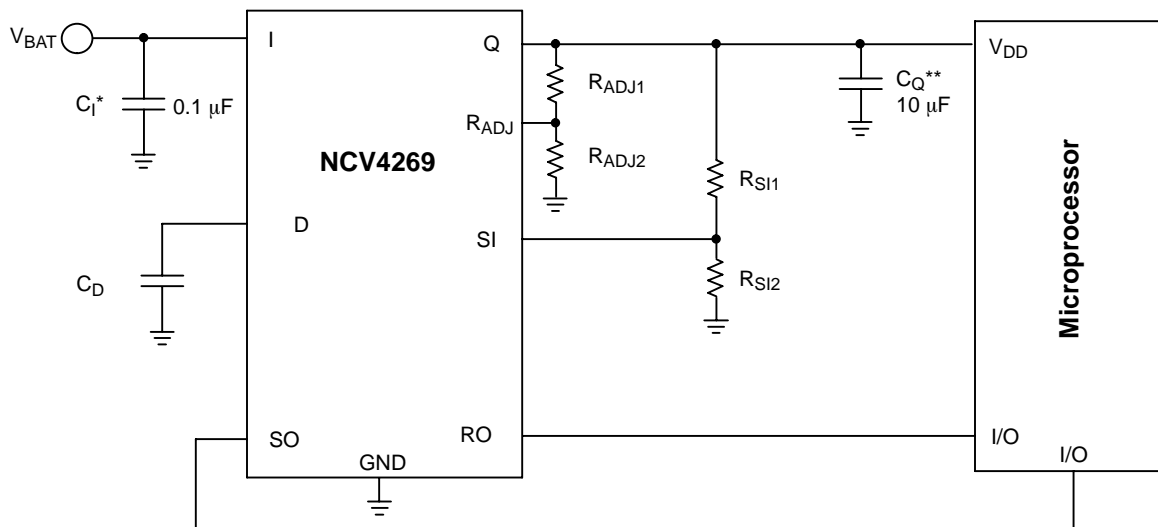 V_BAT
I
Q
V_DD
C_I*
0.1 μF
R_ADJ1
C_Q**
10 μF
R_ADJ
NCV4269
R_ADJ2
R_SI1
D
SI
C_D
R_SI2
Microprocessor
SO
RO
I/O
GND
I/O